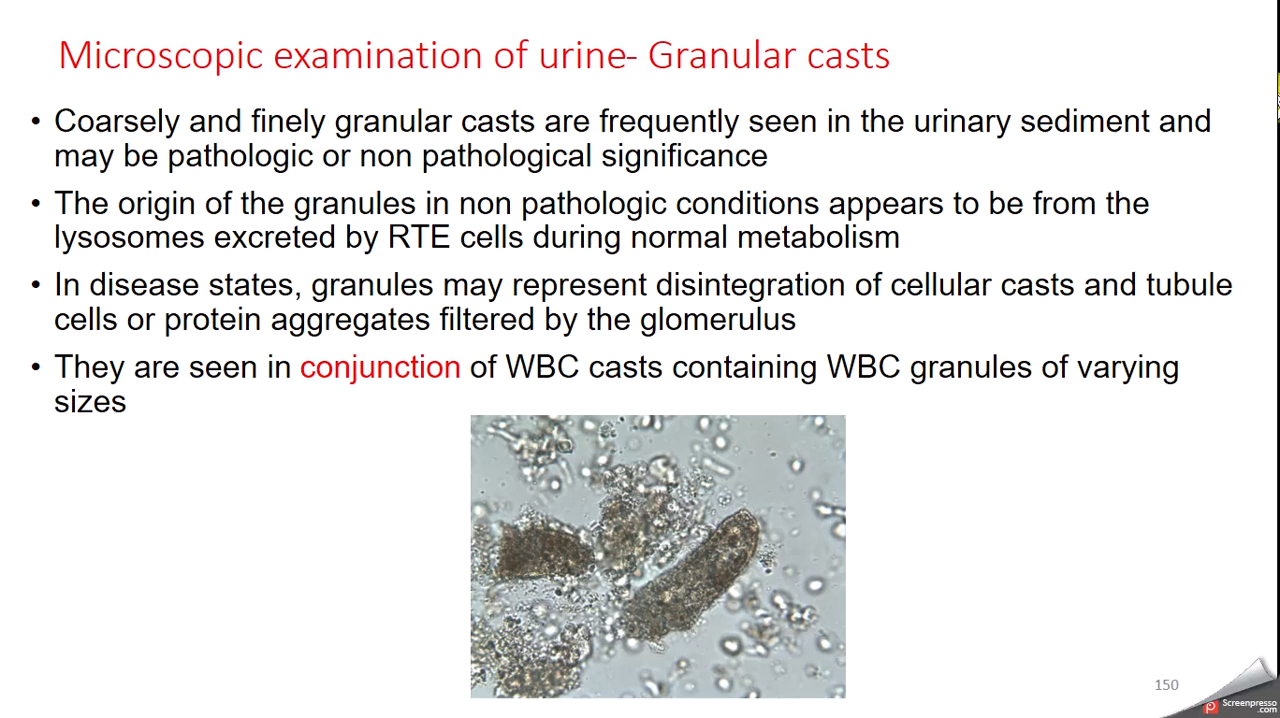 Microscopic examination of urine- Granular casts
• Coarsely and finely granular casts are frequently seen in the urinary sediment and
may be pathologic or non pathological significance
• The origin of the granules in non pathologic conditions appears to be from the
lysosomes excreted by RTE cells during normal metabolism
• In disease states, granules may represent disintegration of cellular casts and tubule
cells or protein aggregates filtered by the glomerulus
• They are seen in conjunction of WBC casts containing WBC granules of varying
sizes
150
Screenpresso
.com